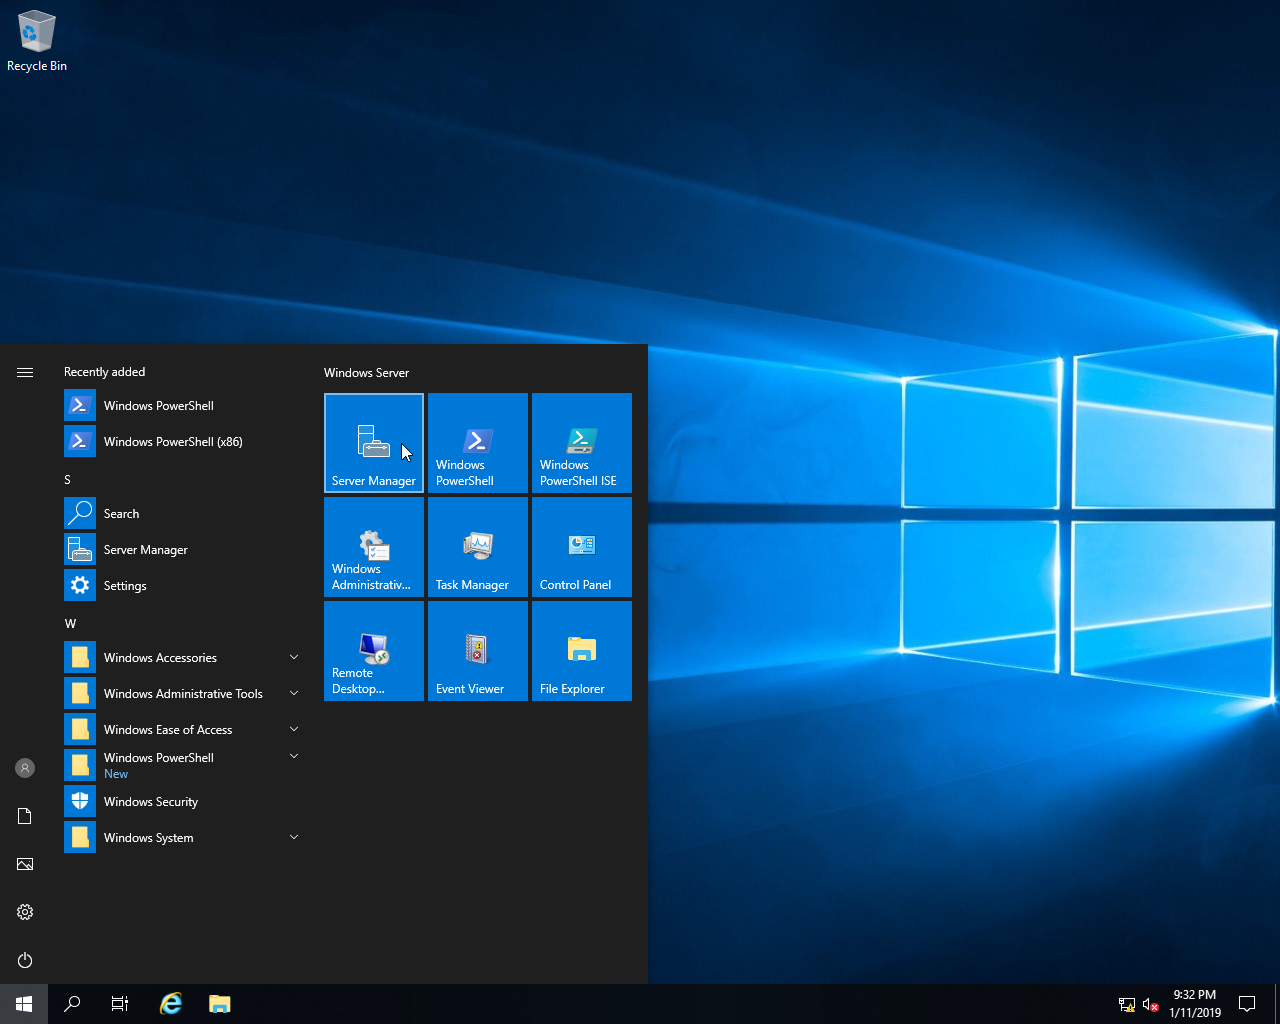 Recycle Bin
Recently added
Windows PowerShell
Windows PowerShell (x86)
S
Search
Server Manager
Settings
W
Windows Accessories
Windows Administrative Tools
Windows Ease of Access
Windows PowerShell
New
Windows Security
Windows System
Windows Server
Server Manager
Windows
PowerShell
Windows
PowerShell ISE
Windows
Administrativ...
Task Manager
Control Panel
Remote
Desktop...
Event Viewer
File Explorer
9:32 PM
1/11/2019